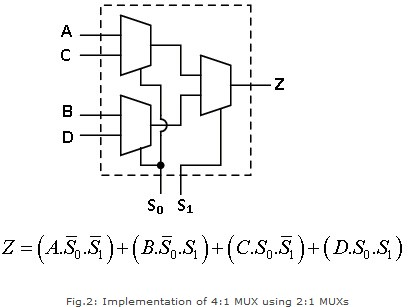 A
C
B
D
Z
S₀ S₁
Z = (A.S̅₀.S̅₁) + (B.S̅₀.S₁) + (C.S₀.S̅₁) + (D.S₀.S₁)
Fig.2: Implementation of 4:1 MUX using 2:1 MUXs